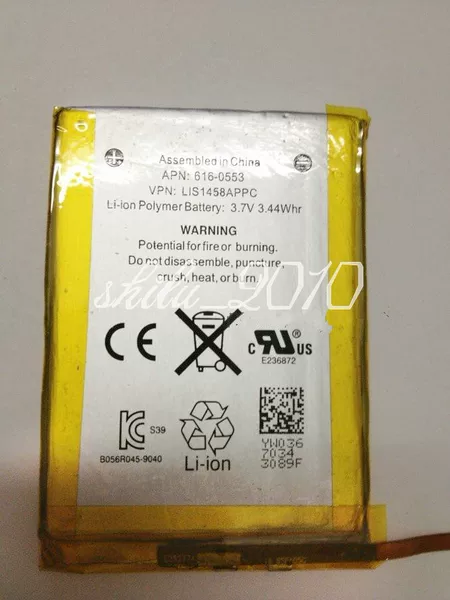 Assembled in China
APN: 616-0553
VPN: LIS1458APPC
Li-ion Polymer Battery: 3.7V 3.44Whr
WARNING
Potential for fire or burning.
Do not disassemble, puncture,
crush, heat, or burn.
shulu_2010
CE
c RU ® US
E236872
S39
B056R045-9040
Li-ion
YW036
7034
3089F